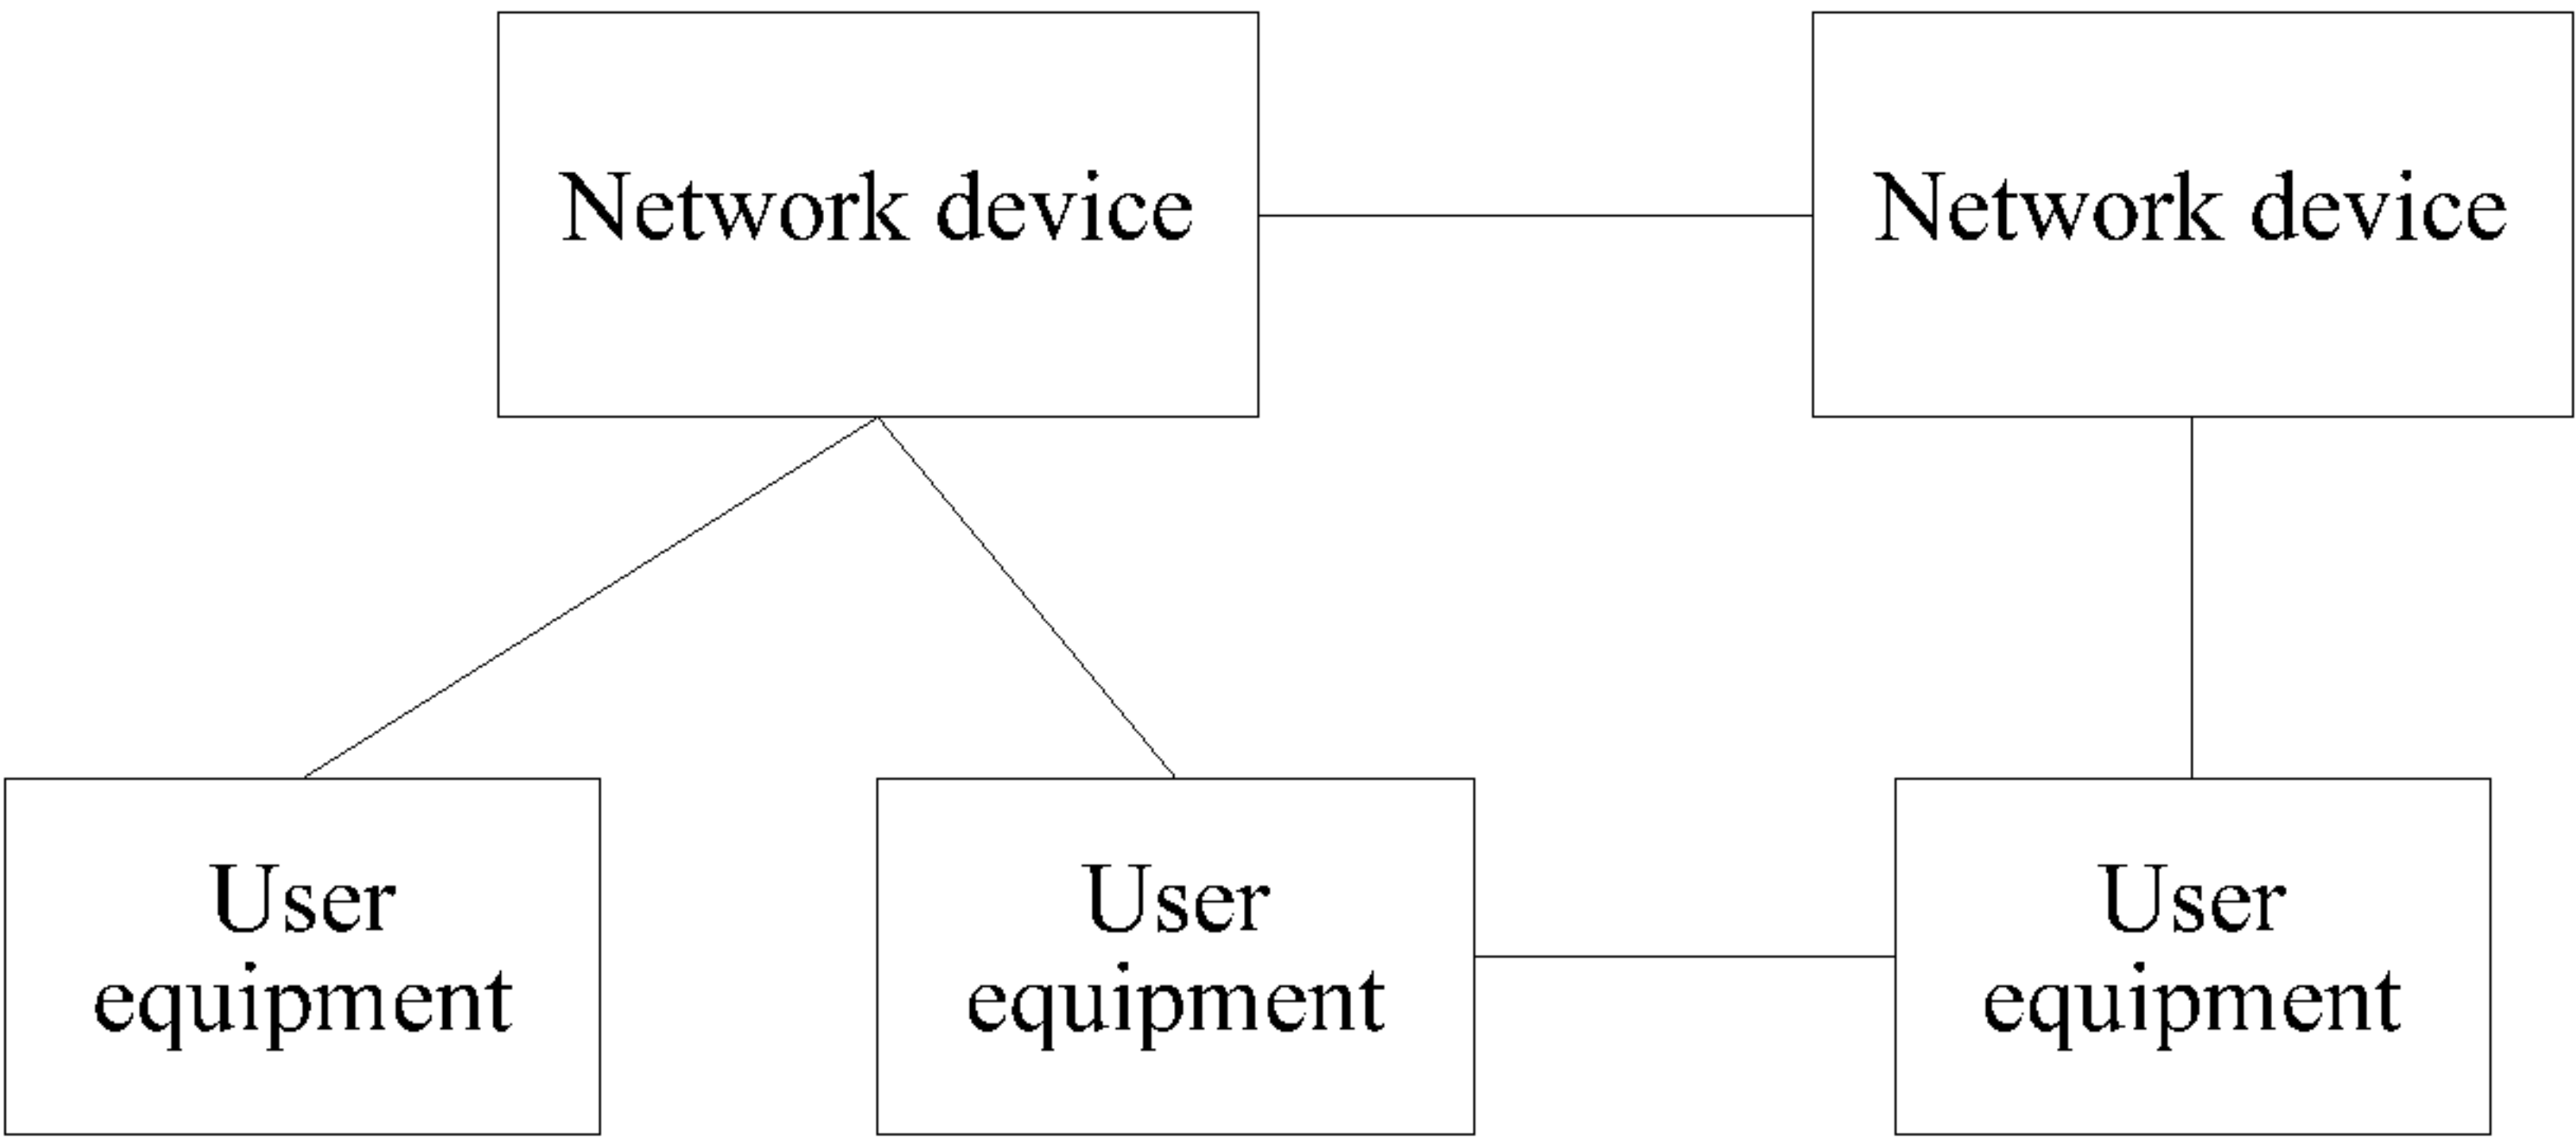 Network device
Network device
User
equipment
User
equipment
User
equipment